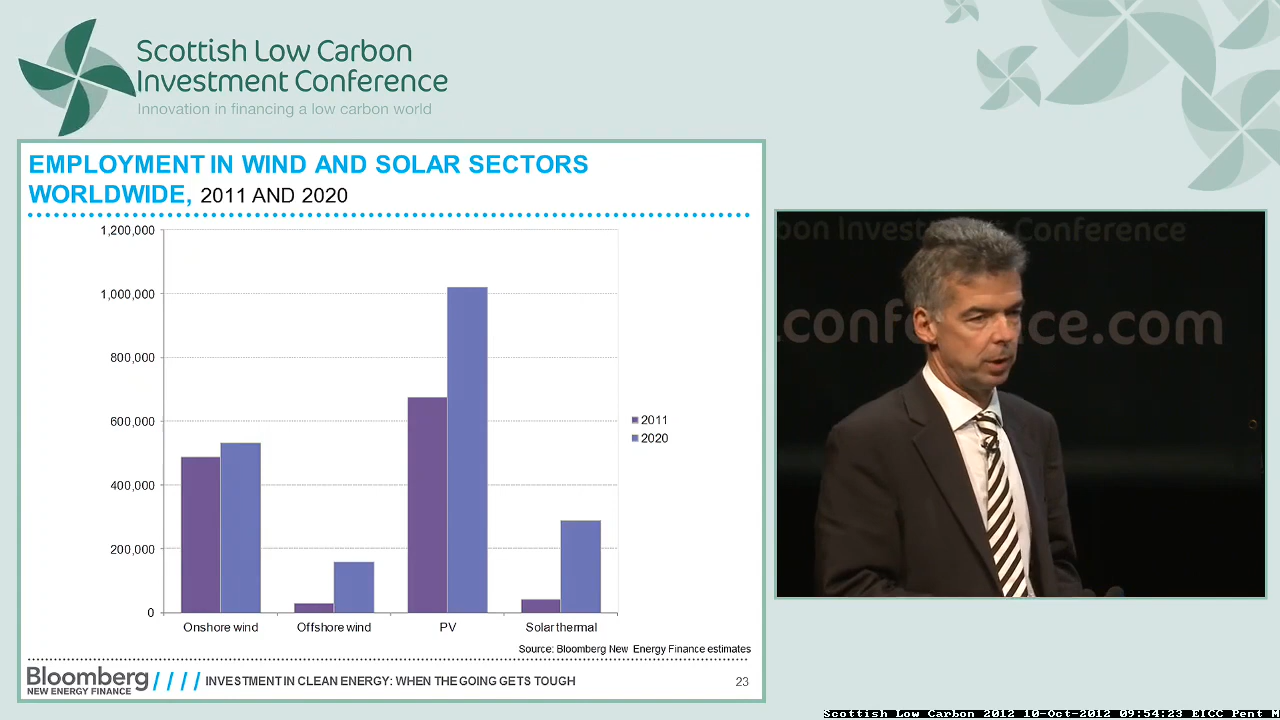 Scottish Low Carbon
Investment Conference
Innovation in financing a low carbon world
EMPLOYMENT IN WIND AND SOLAR SECTORS
WORLDWIDE, 2011 AND 2020
1,200,000
1,000,000
800,000
600,000
400,000
200,000
0
Onshore wind
Offshore wind
PV
Solar thermal
2011
2020
Source: Bloomberg New Energy Finance estimates
Bloomberg
NEW ENERGY FINANCE
//// INVESTMENT IN CLEAN ENERGY: WHEN THE GOING GETS TOUGH
23
Conference
.com
Scottish Low Carbon 2012 10-Oct-2012 09:54:23 EICC Pent